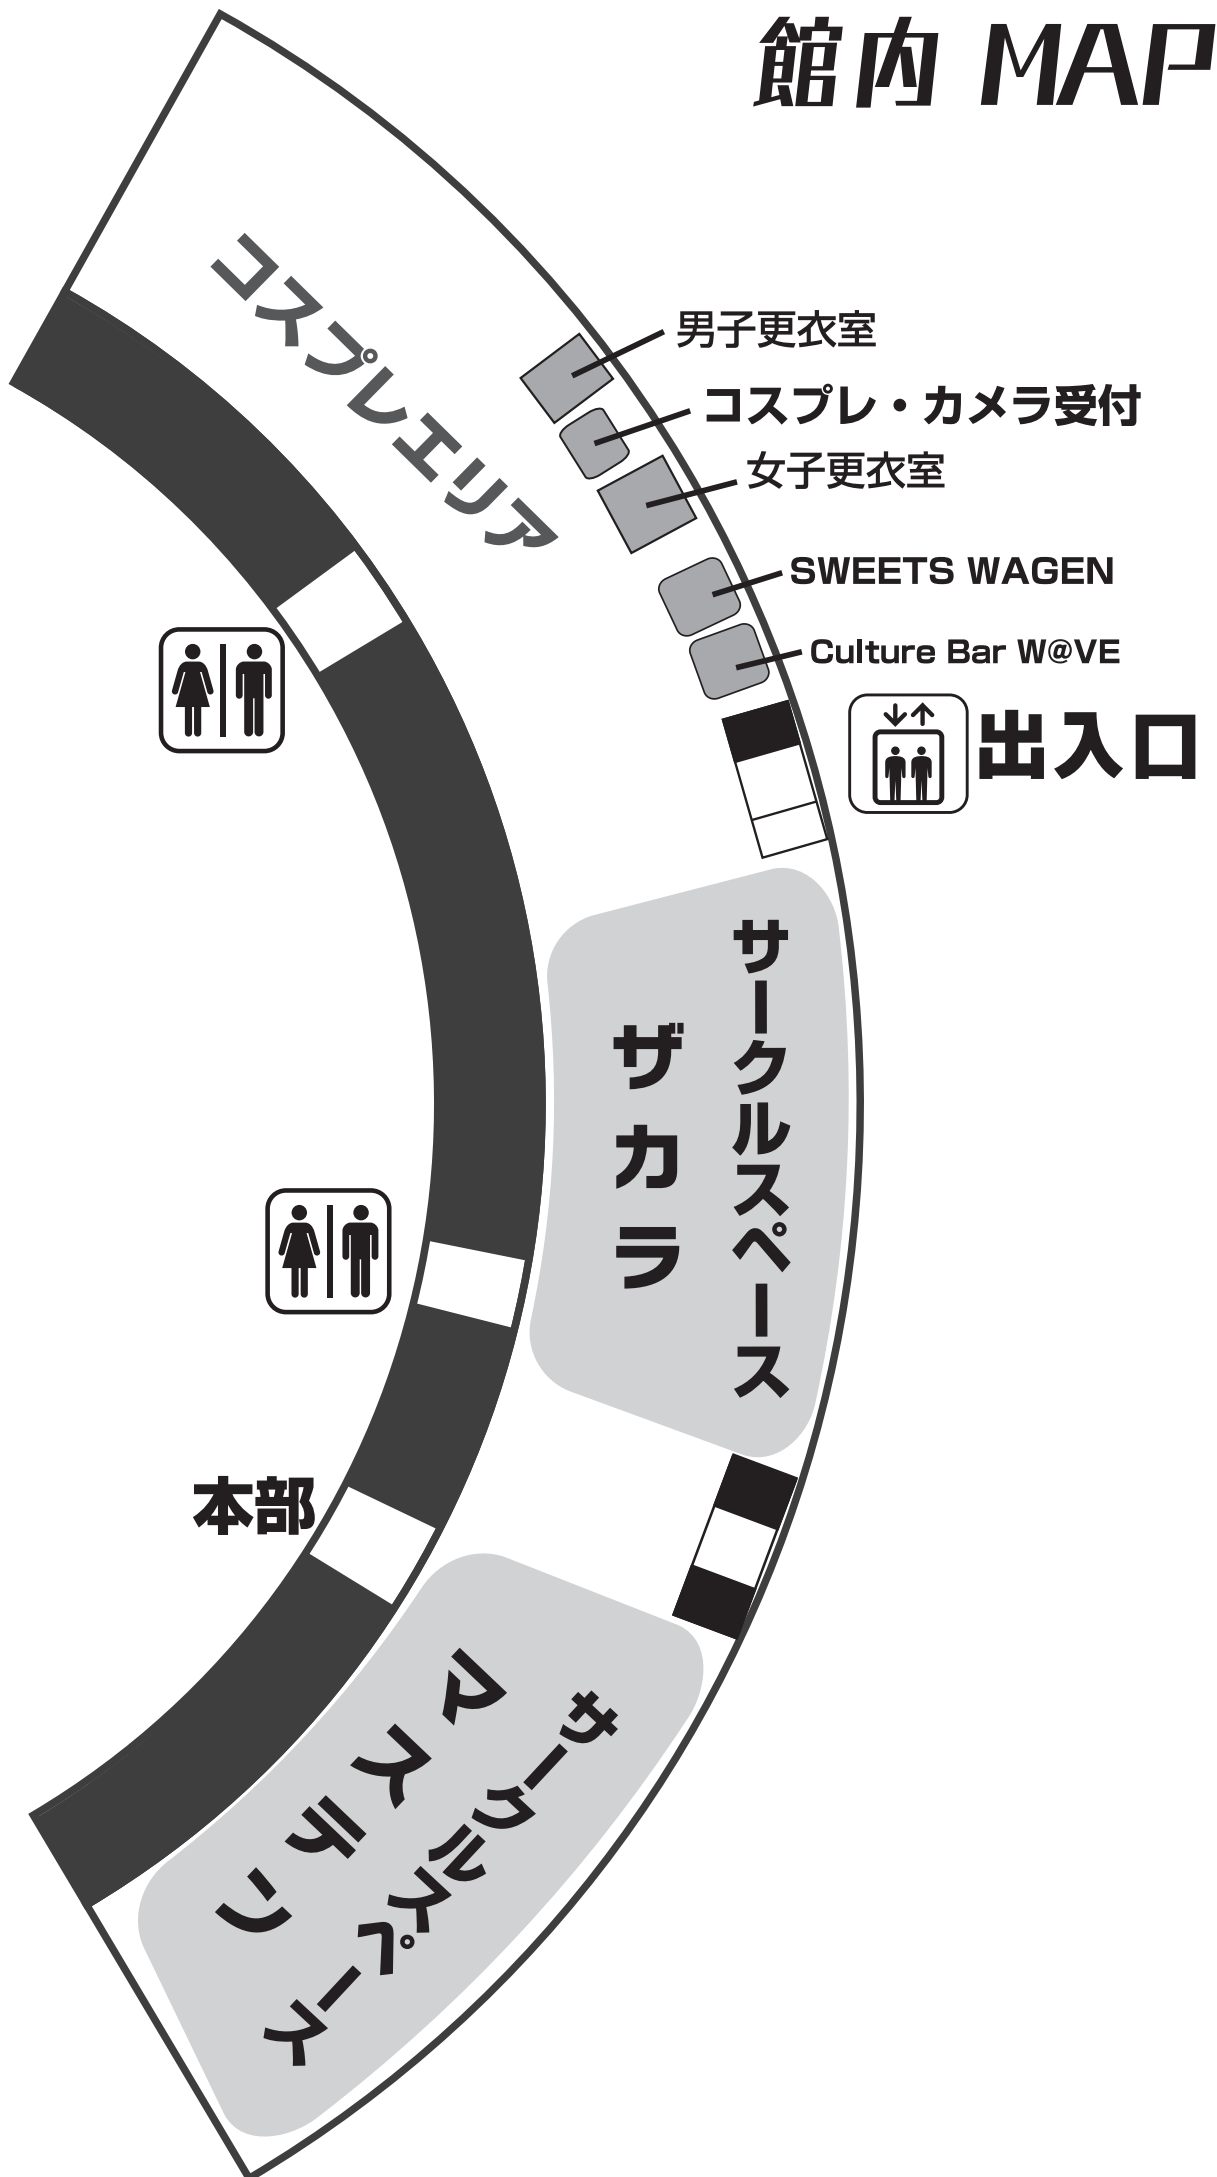 館内 MAP
コスプレエリア
男子更衣室
コスプレ・カメラ受付
女子更衣室
SWEETS WAGEN
Culture Bar W@VE
出入口
サークルスペース
ザカラ
本部
サークルスペース
マステン